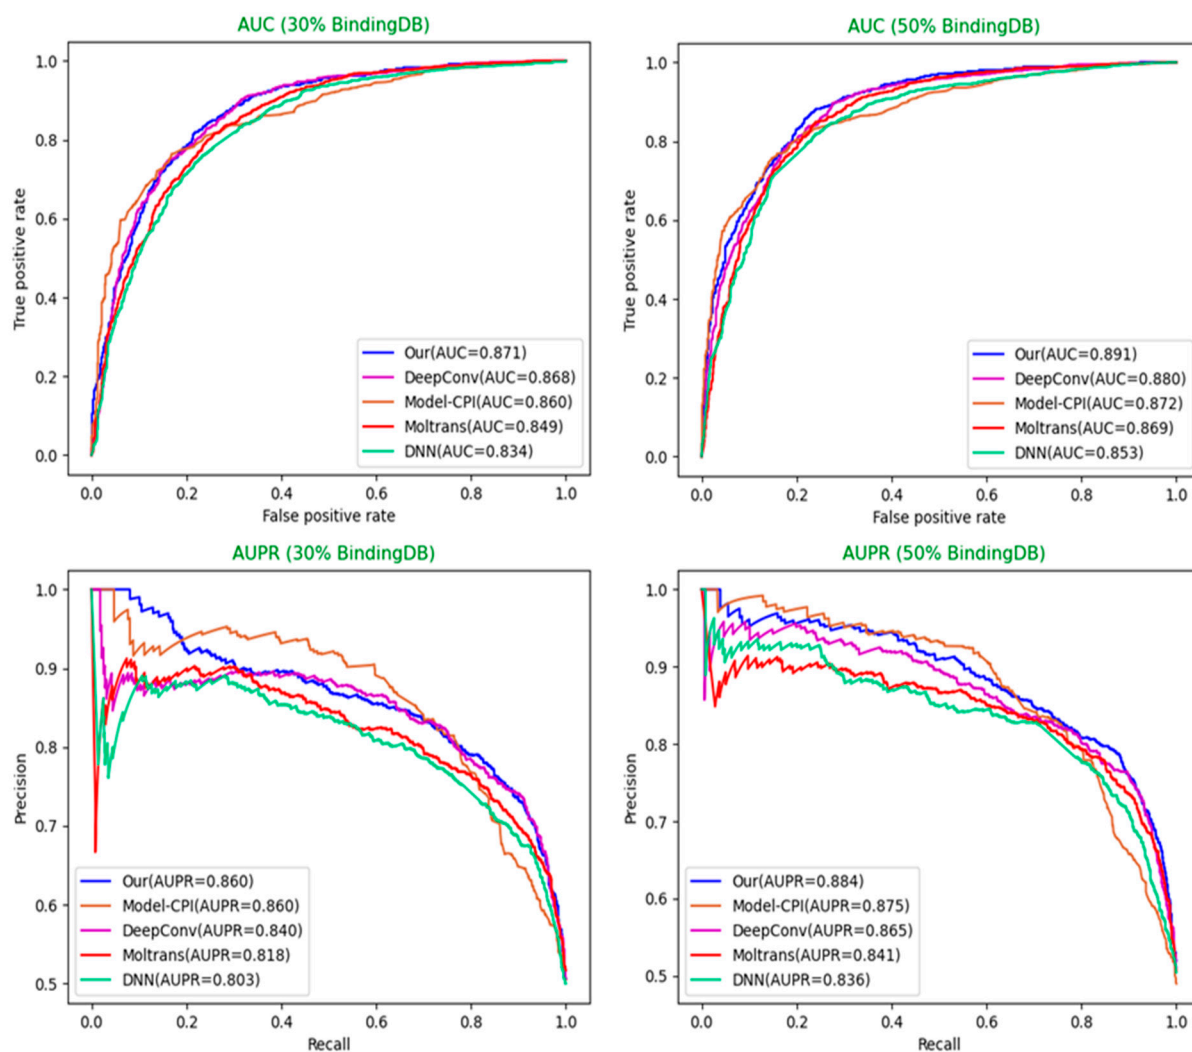 AUC (30% BindingDB)
1.0
0.8
0.6
0.4
0.2
0.0
True positive rate
Our(AUC=0.871)
DeepConv(AUC=0.868)
Model-CPI(AUC=0.860)
Moltrans(AUC=0.849)
DNN(AUC=0.834)
0.0 0.2 0.4 0.6 0.8 1.0
False positive rate
AUC (50% BindingDB)
1.0
0.8
0.6
0.4
0.2
0.0
True positive rate
Our(AUC=0.891)
DeepConv(AUC=0.880)
Model-CPI(AUC=0.872)
Moltrans(AUC=0.869)
DNN(AUC=0.853)
0.0 0.2 0.4 0.6 0.8 1.0
False positive rate
AUPR (30% BindingDB)
1.0
0.9
0.8
0.7
0.6
0.5
Precision
Our(AUPR=0.860)
Model-CPI(AUPR=0.860)
DeepConv(AUPR=0.840)
Moltrans(AUPR=0.818)
DNN(AUPR=0.803)
0.0 0.2 0.4 0.6 0.8 1.0
Recall
AUPR (50% BindingDB)
1.0
0.9
0.8
0.7
0.6
0.5
Precision
Our(AUPR=0.884)
Model-CPI(AUPR=0.875)
DeepConv(AUPR=0.865)
Moltrans(AUPR=0.841)
DNN(AUPR=0.836)
0.0 0.2 0.4 0.6 0.8 1.0
Recall